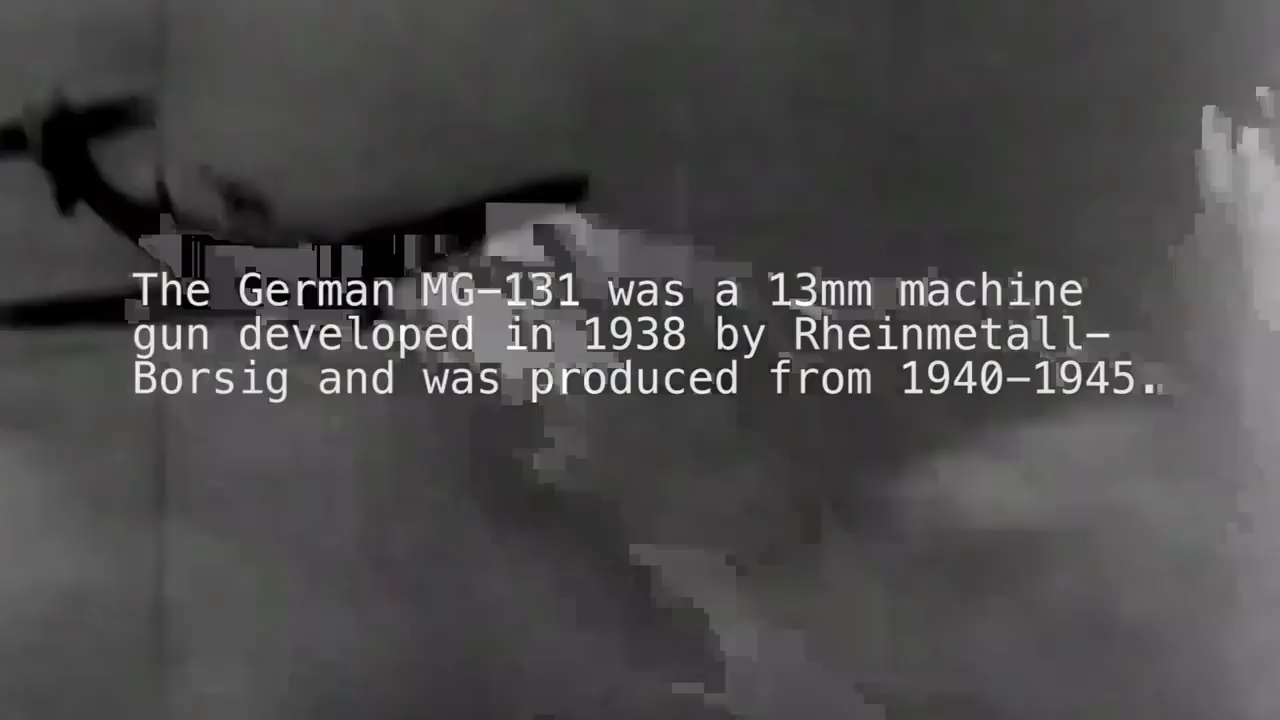 The German MG-131 was a 13mm machine
gun developed in 1938 by Rheinmetall-
Borsig and was produced from 1940-1945.